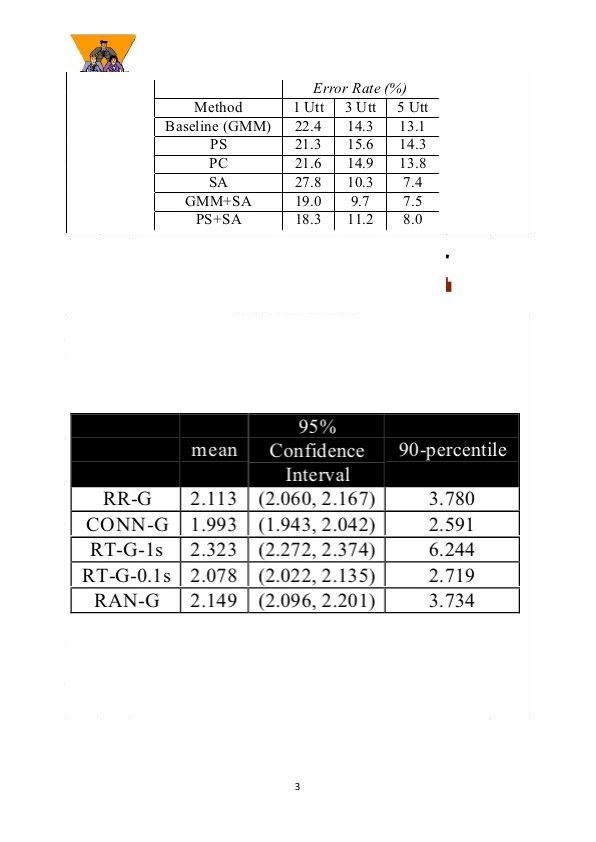 Error Rate (%)
Method 1 Utt 3 Utt 5 Utt
Baseline (GMM) 22.4 14.3 13.1
PS 21.3 15.6 14.3
PC 21.6 14.9 13.8
SA 27.8 10.3 7.4
GMM+SA 19.0 9.7 7.5
PS+SA 18.3 11.2 8.0
95%
mean Confidence 90-percentile
Interval
RR-G 2.113 (2.060, 2.167) 3.780
CONN-G 1.993 (1.943, 2.042) 2.591
RT-G-1s 2.323 (2.272, 2.374) 6.244
RT-G-0.1s 2.078 (2.022, 2.135) 2.719
RAN-G 2.149 (2.096, 2.201) 3.734
3